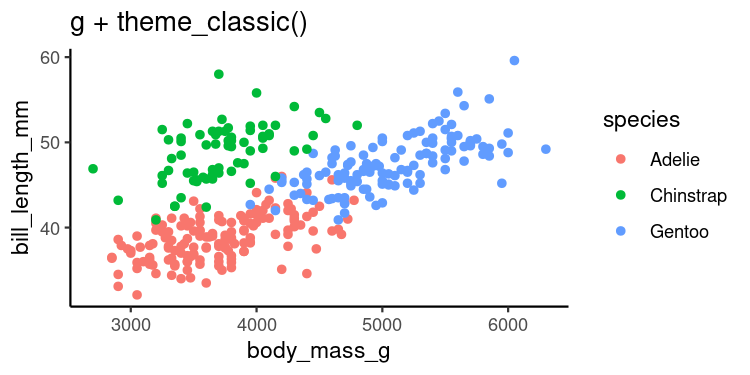 g + theme_classic()
60
50
40
bill_length_mm
3000
4000
5000
6000
body_mass_g
species
Adelie
Chinstrap
Gentoo